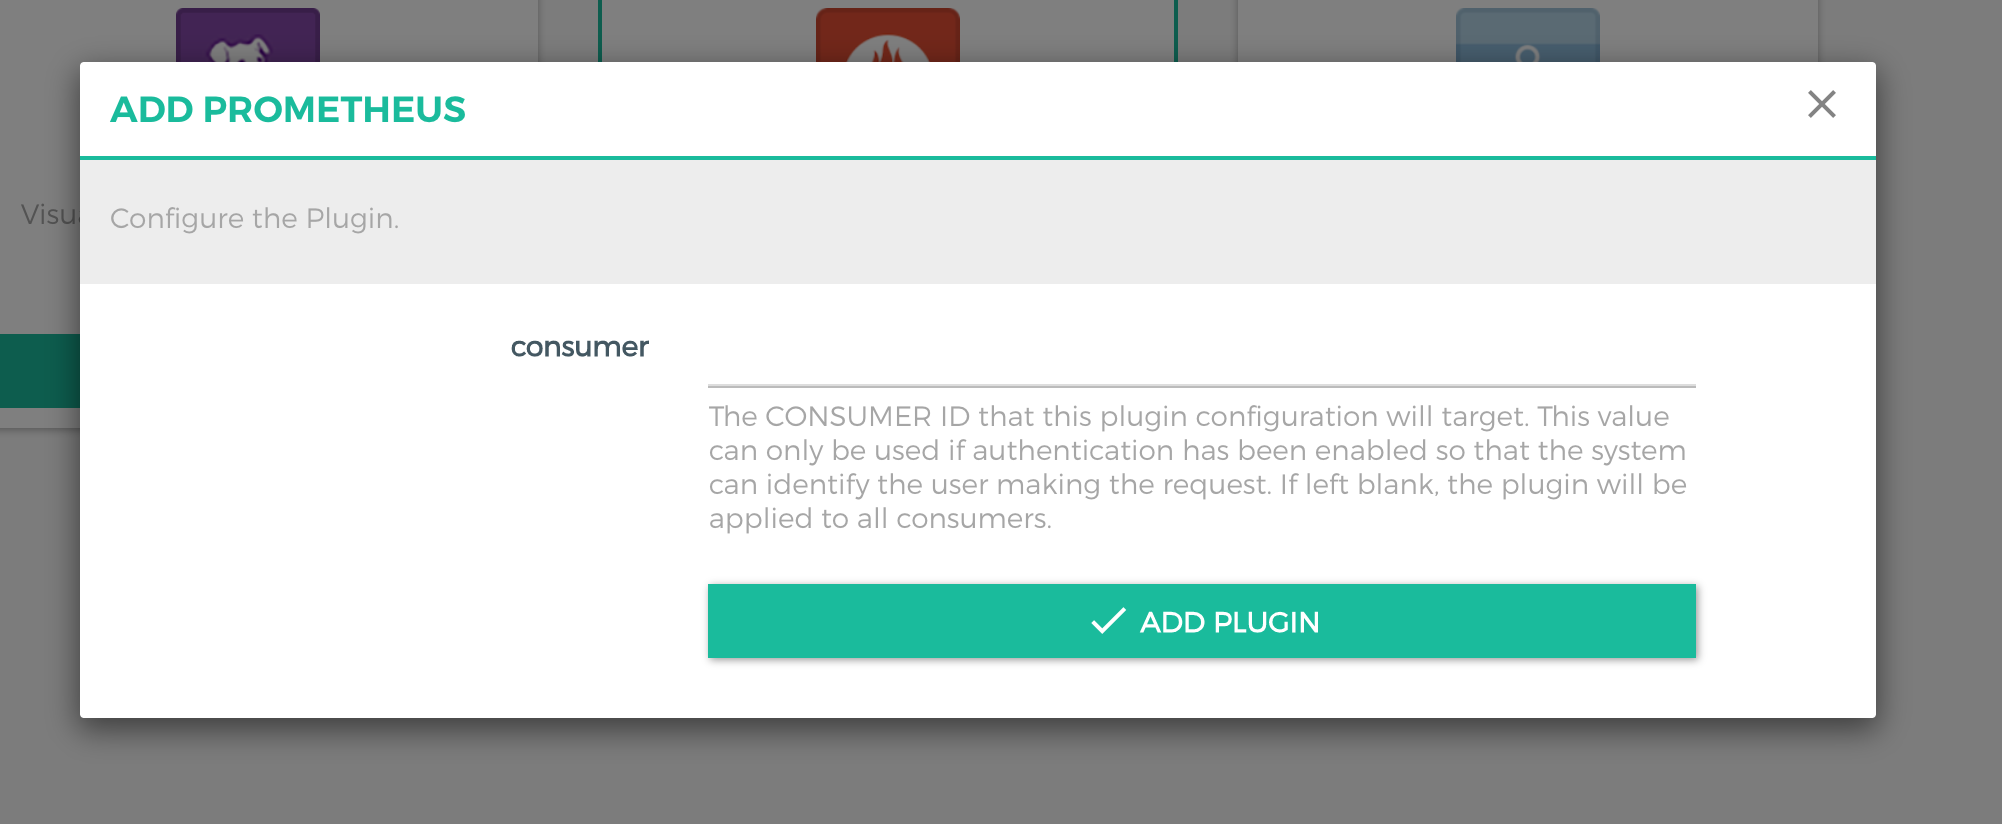 ADD PROMETHEUS
Configure the Plugin.
consumer
The CONSUMER ID that this plugin configuration will target. This value
can only be used if authentication has been enabled so that the system
can identify the user making the request. If left blank, the plugin will be
applied to all consumers.
ADD PLUGIN